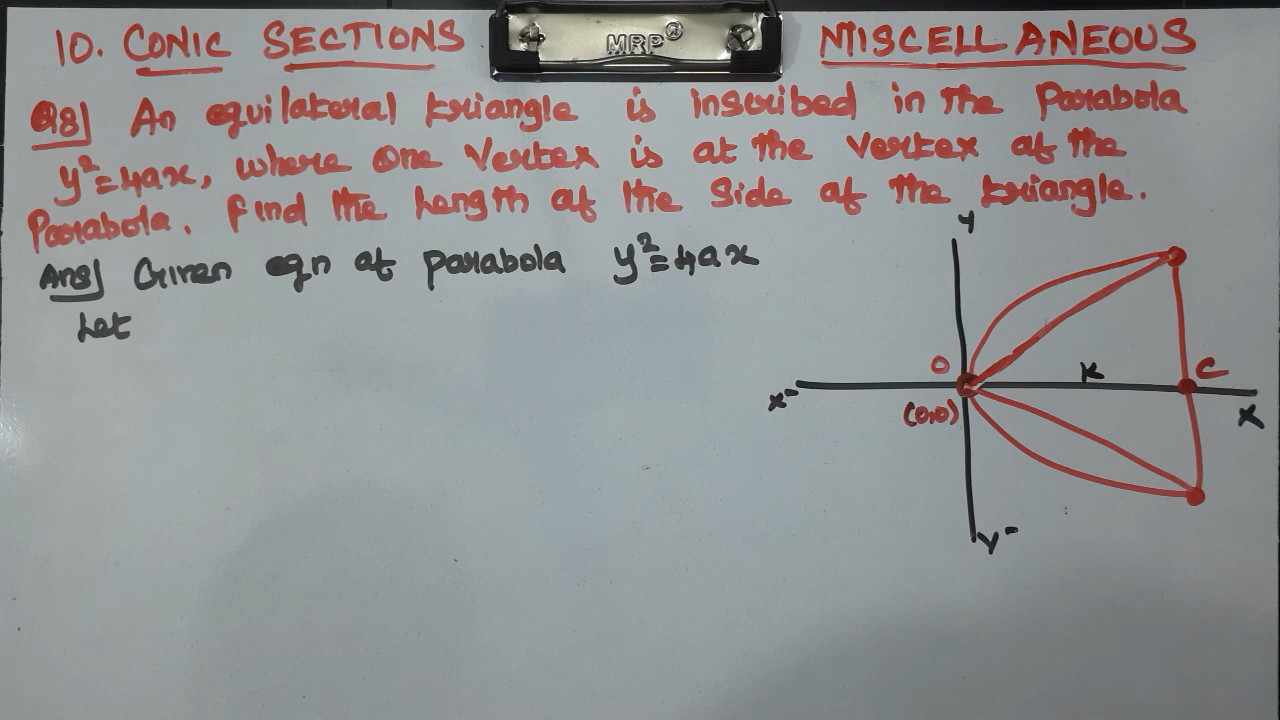 10. CONIC SECTIONS
MRP®
MISCELLANEOUS
Q8] An equilateral triangle is inscribed in the Parabola
y²=4ax, where one vertex is at the vertex of the
Parabola. Find the Length of the Side of the triangle.
Ans] Given eqn of parabola y²=4ax
Let
Y
O
K
C
X⁻
(0,0)
X
Y⁻